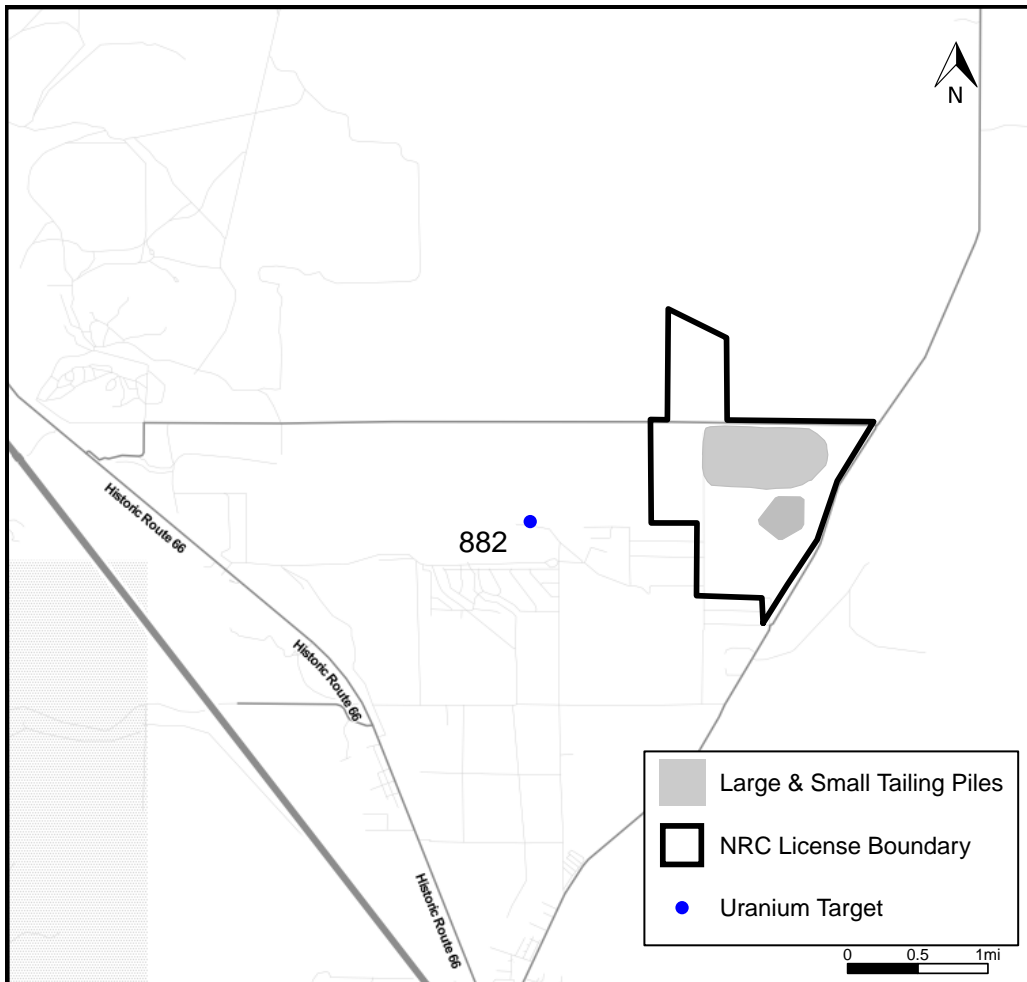 N
Historic Route 66
882
Historic Route 66
Large & Small Tailing Piles
NRC License Boundary
Historic Route 66
Uranium Target
0 0.5 1mi